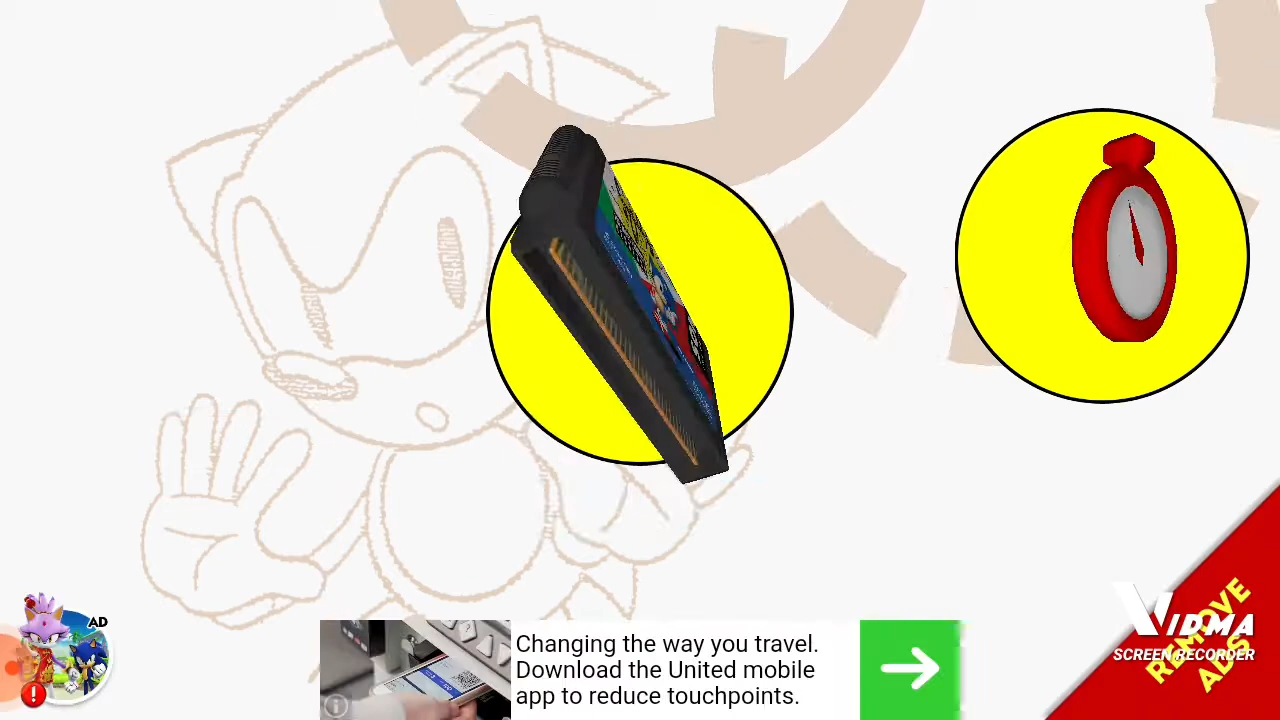 AD
Changing the way you travel.
Download the United mobile
app to reduce touchpoints.
REMOVE
ADS
VIDMA
SCREEN RECORDER